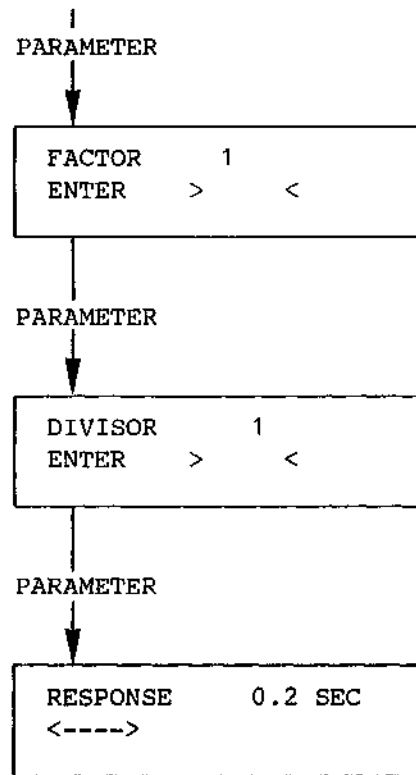 PARAMETER
FACTOR 1
ENTER > <
PARAMETER
DIVISOR 1
ENTER > <
PARAMETER
RESPONSE 0.2 SEC
<---->